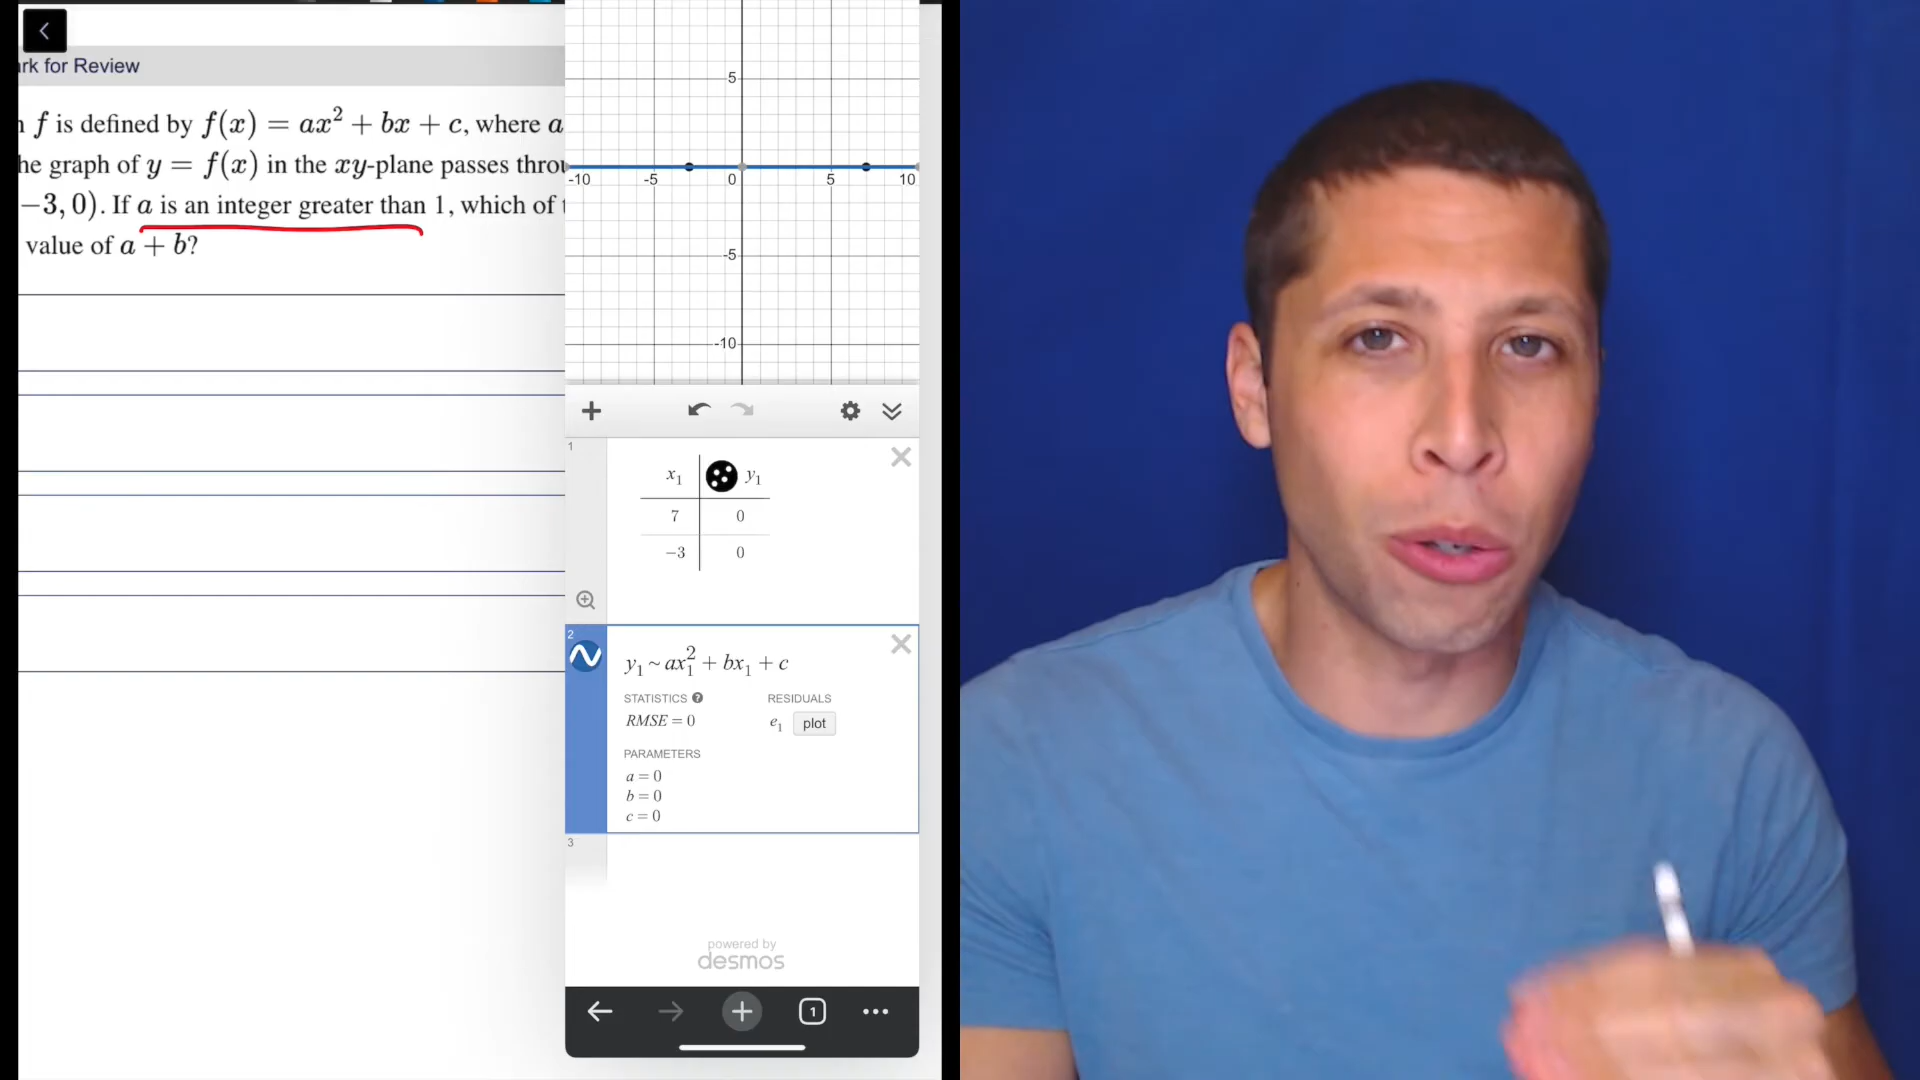 rk for Review
f is defined by f(x) = ax² + bx + c, where a
he graph of y = f(x) in the xy-plane passes throu
−3, 0). If a is an integer greater than 1, which of
value of a + b?
5
-10 -5 0 5 10
-5
-10
1
x₁ y₁
7 0
−3 0
2
y₁ ~ ax₁² + bx₁ + c
STATISTICS ? RESIDUALS
RMSE = 0 e₁ plot
PARAMETERS
a = 0
b = 0
c = 0
3
powered by
desmos
1